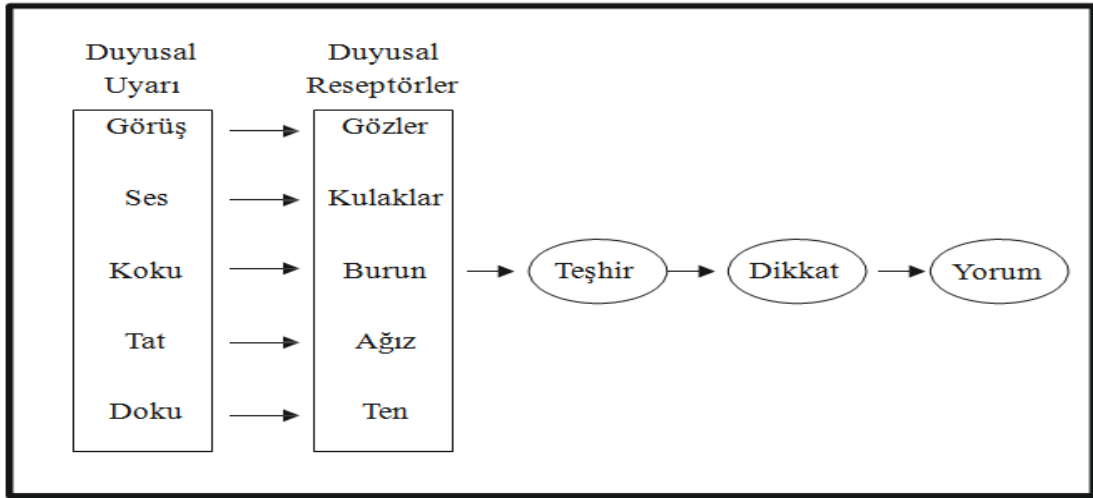 Duyusal
Uyarı
Duyusal
Reseptörler
Görüş
Gözler
Ses
Kulaklar
Koku
Burun
Teşhir
Dikkat
Yorum
Tat
Ağız
Doku
Ten